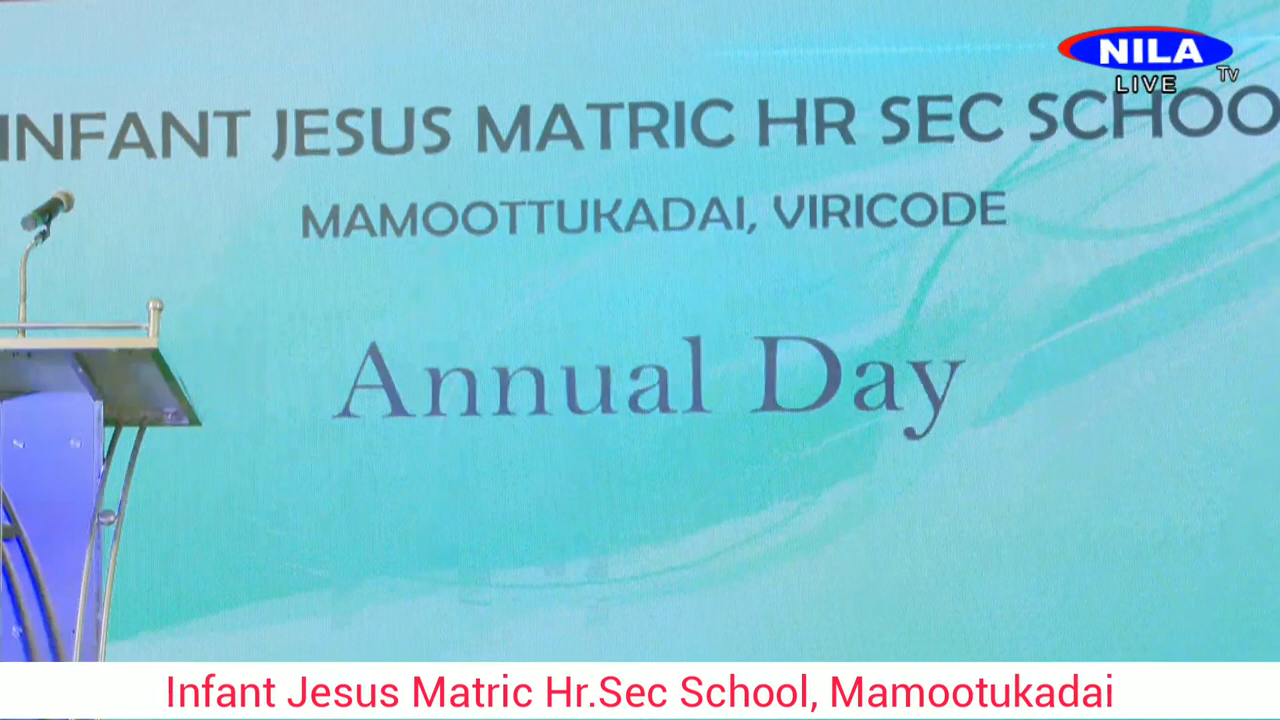 NILA
Tv
LIVE
INFANT JESUS MATRIC HR SEC SCHOO
MAMOOTTUKADAI, VIRICODE
Annual Day
Infant Jesus Matric Hr.Sec School, Mamootukadai